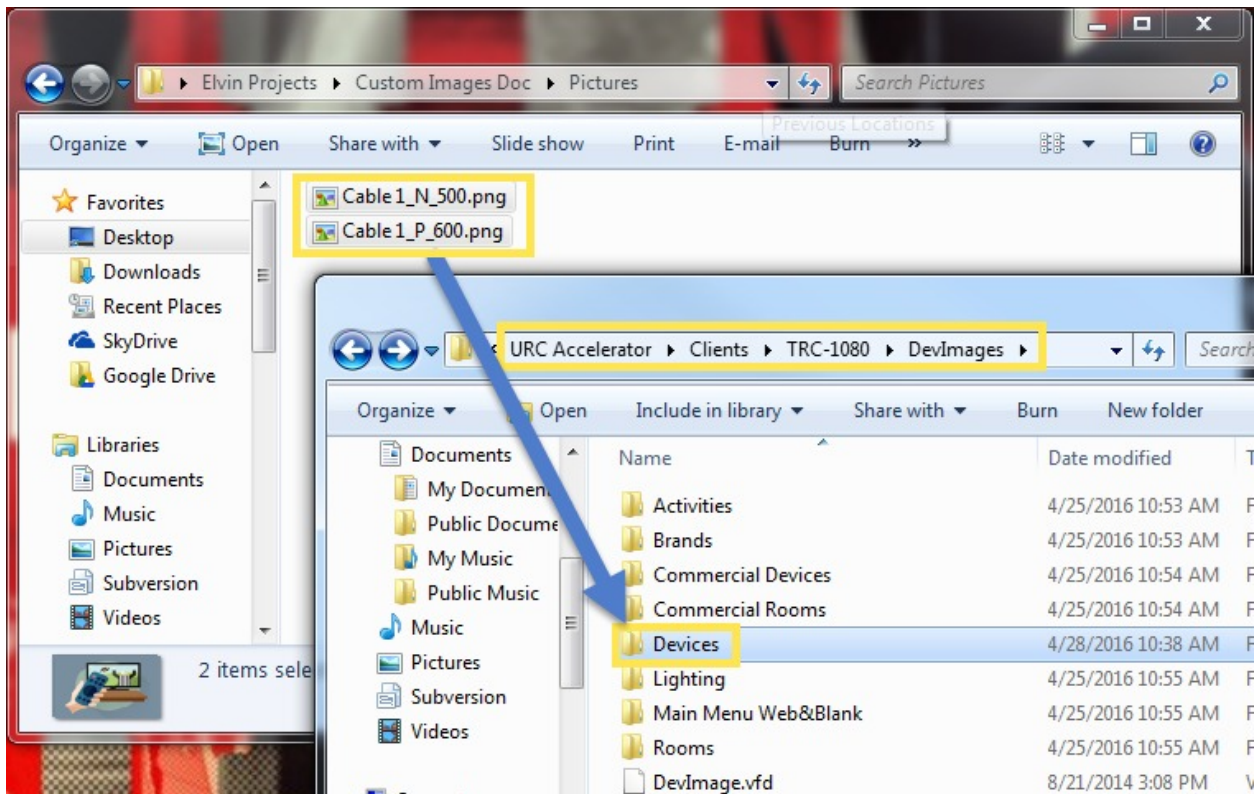 Elvin Projects Custom Images Doc Pictures
Search Pictures
Previous Locations
Organize Open Share with Slide show Print E-mail Burn »
Favorites
Desktop
Downloads
Recent Places
SkyDrive
Google Drive
Libraries
Documents
Music
Pictures
Subversion
Videos
Cable 1_N_500.png
Cable 1_P_600.png
2 items sele
URC Accelerator Clients TRC-1080 DevImages
Sear
Organize Open Include in library Share with Burn New folder
Documents
My Documen
Public Docume
My Music
Public Music
Music
Pictures
Subversion
Videos
Name Date modified
Activities 4/25/2016 10:53 AM
Brands 4/25/2016 10:53 AM
Commercial Devices 4/25/2016 10:54 AM
Commercial Rooms 4/25/2016 10:54 AM
Devices 4/28/2016 10:38 AM
Lighting 4/25/2016 10:55 AM
Main Menu Web&Blank 4/25/2016 10:55 AM
Rooms 4/25/2016 10:55 AM
DevImage.vfd 8/21/2014 3:08 PM